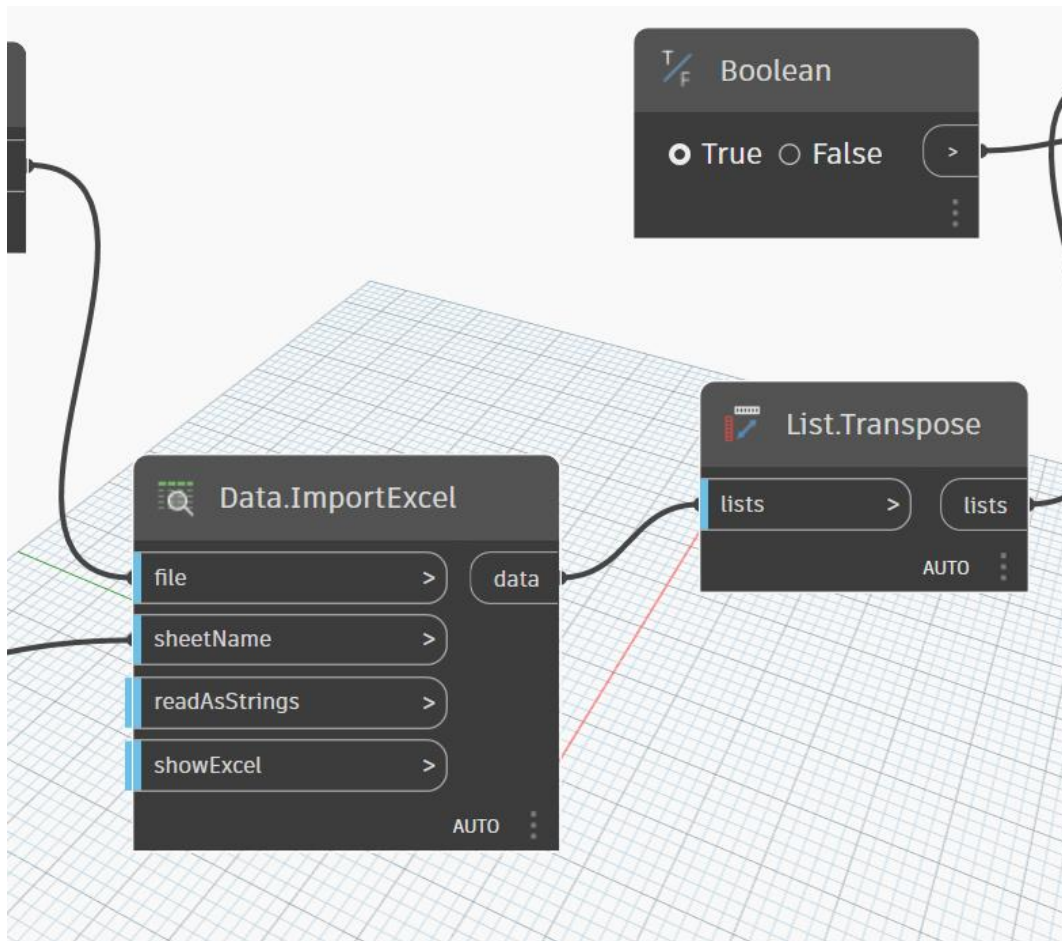 T/F Boolean
True False >
List.Transpose
lists > lists
AUTO
Data.ImportExcel
file > data
sheetName >
readAsStrings >
showExcel >
AUTO